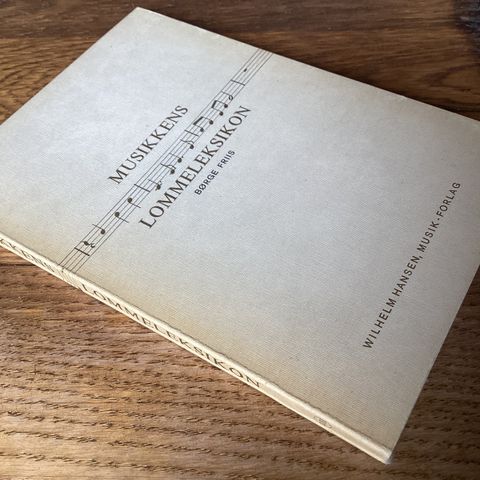 MUSIKKENS
LOMMELEKSIKON
BØRGE FRIIS
WILHELM HANSEN, MUSIK-FORLAG
LOMMELEKSIKON